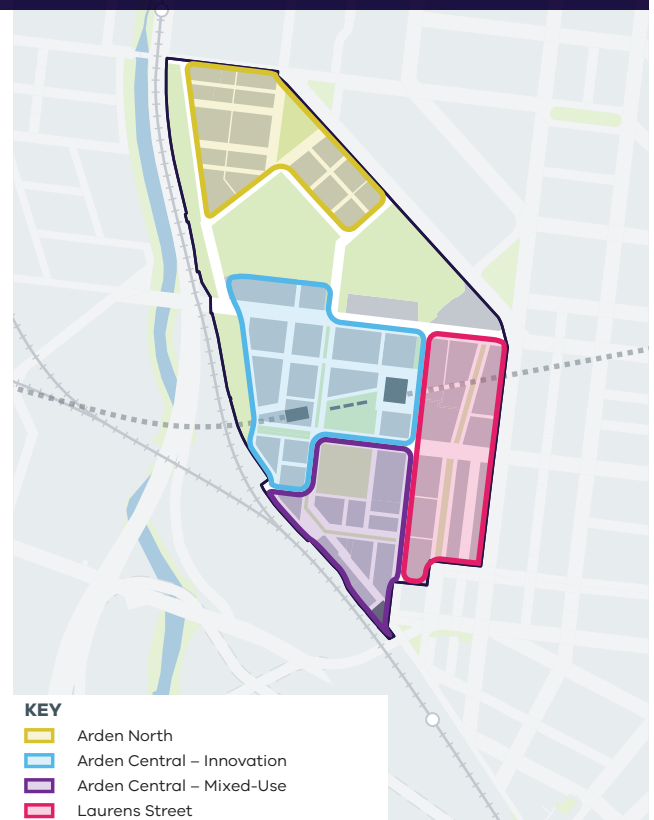 KEY
Arden North
Arden Central – Innovation
Arden Central – Mixed-Use
Laurens Street